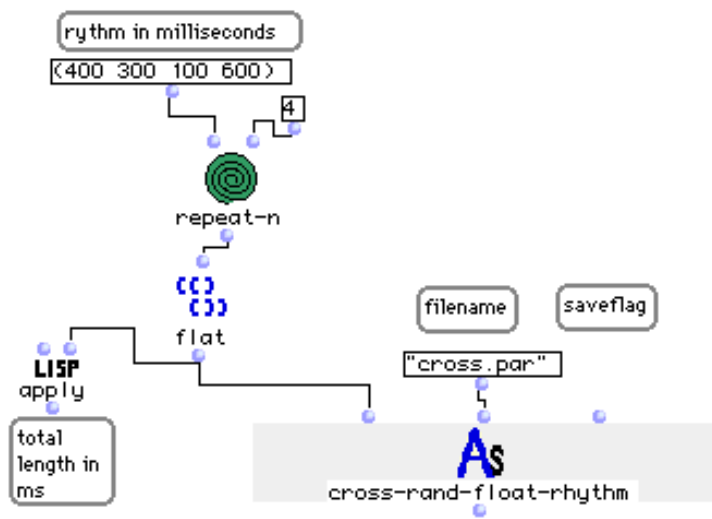 rythm in milliseconds
(400 300 100 600)
4
repeat-n
flat
filename
saveflag
"cross.par"
LISP
apply
total
length in
ms
As
cross-rand-float-rhythm